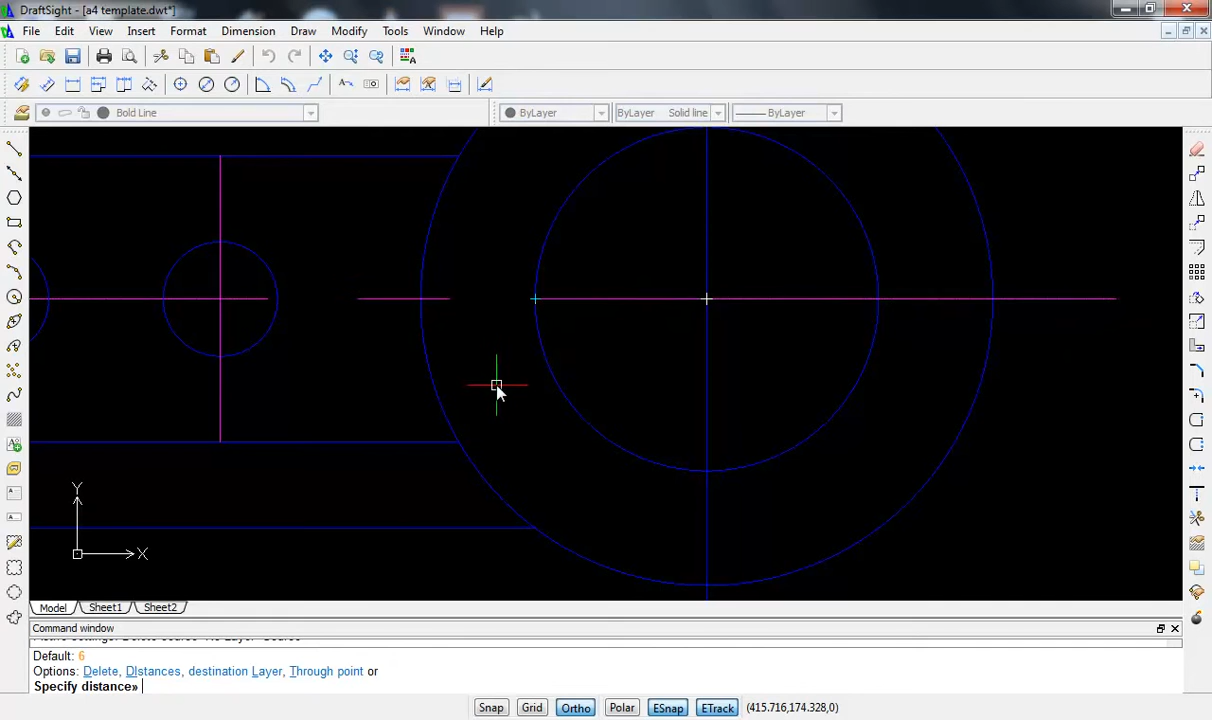 DraftSight - [a4 template.dwt*]
File Edit View Insert Format Dimension Draw Modify Tools Window Help
Bold Line ByLayer ByLayer Solid line ByLayer
Y
X
Model Sheet1 Sheet2
Command window
Default: 6
Options: Delete, DIstances, destination Layer, Through point or
Specify distance»
Snap Grid Ortho Polar ESnap ETrack (415.716,174.328,0)